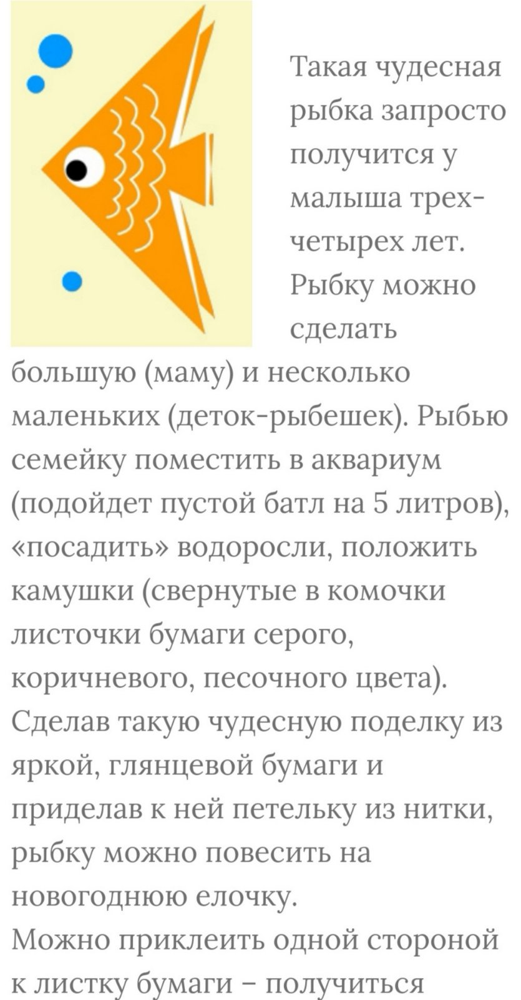 Такая чудесная
рыбка запросто
получится у
малыша трех-
четырех лет.
Рыбку можно
сделать
большую (маму) и несколько
маленьких (деток-рыбешек). Рыбью
семейку поместить в аквариум
(подойдет пустой батл на 5 литров),
«посадить» водоросли, положить
камушки (свернутые в комочки
листочки бумаги серого,
коричневого, песочного цвета).
Сделав такую чудесную поделку из
яркой, глянцевой бумаги и
приделав к ней петельку из нитки,
рыбку можно повесить на
новогоднюю елочку.
Можно приклеить одной стороной
к листку бумаги – получиться